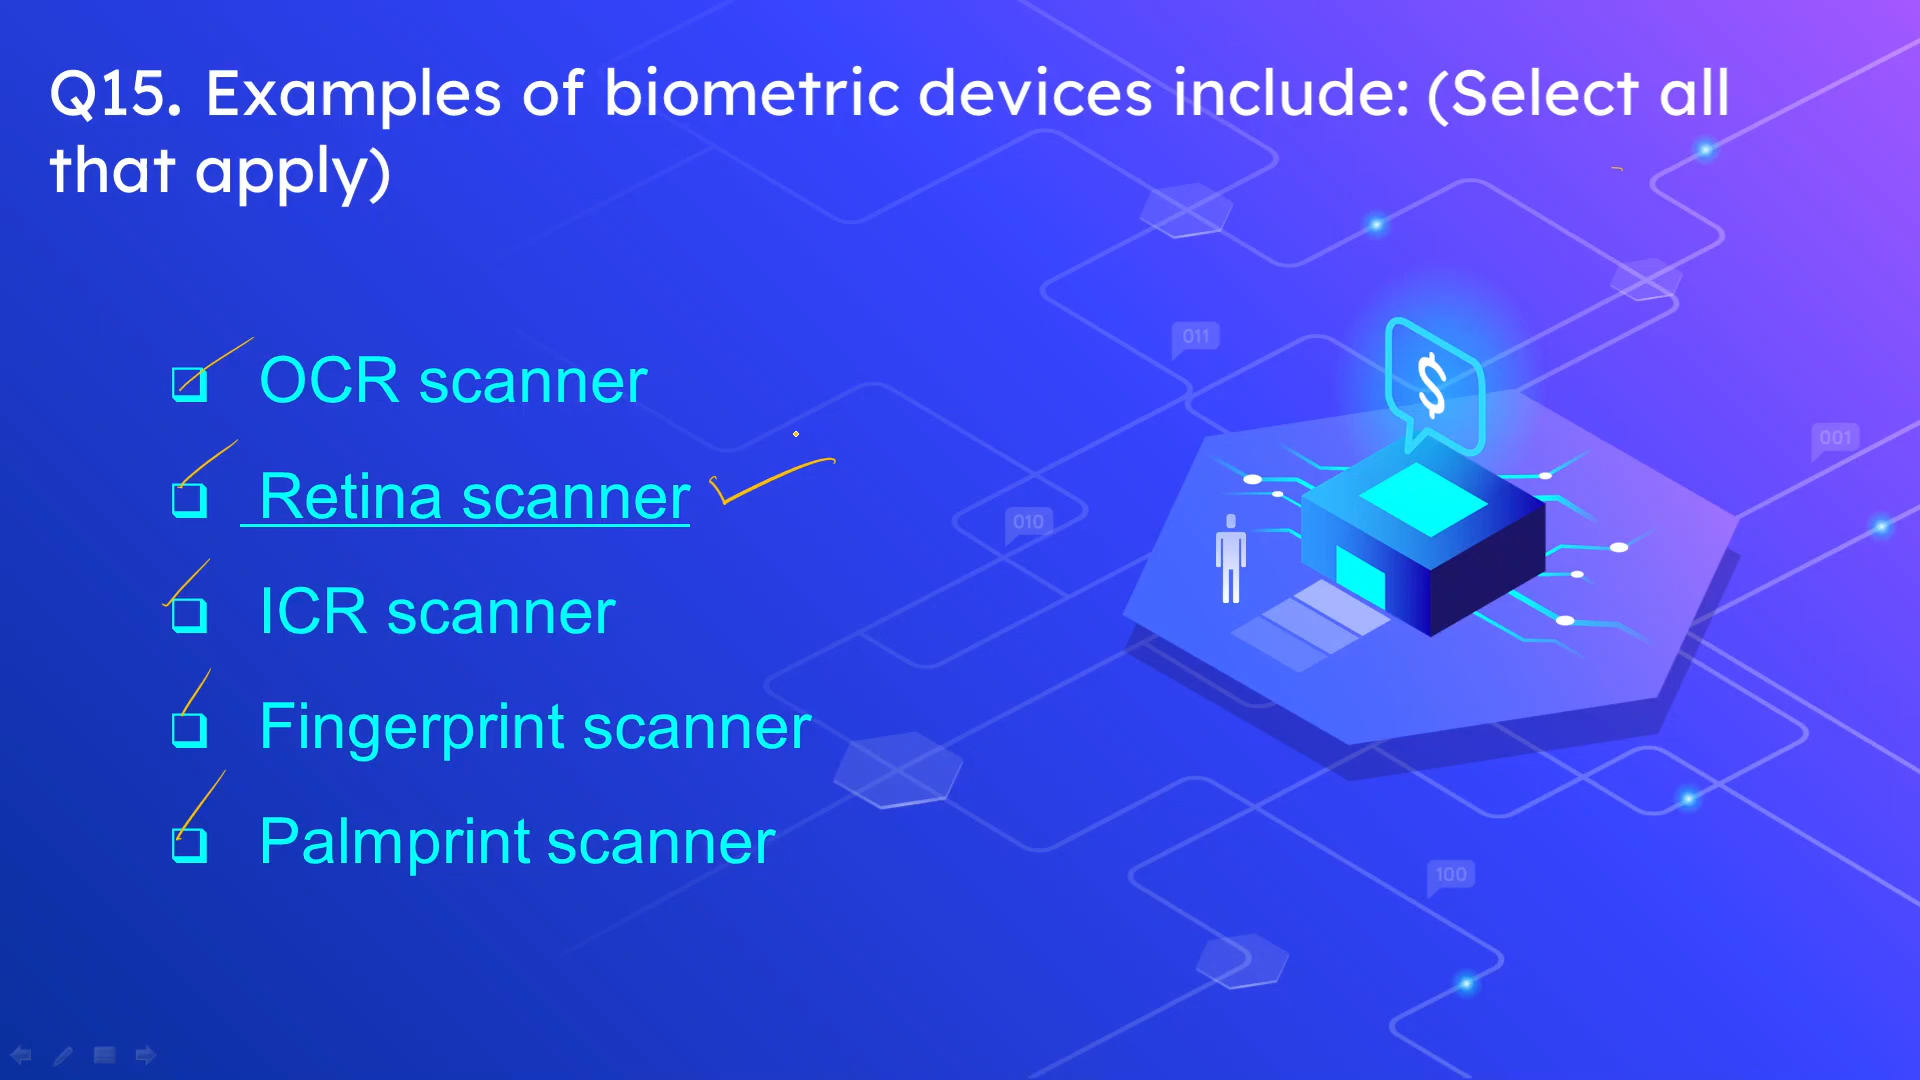 Q15. Examples of biometric devices include: (Select all
that apply)
OCR scanner
Retina scanner
ICR scanner
Fingerprint scanner
Palmprint scanner
011
001
010
100
$